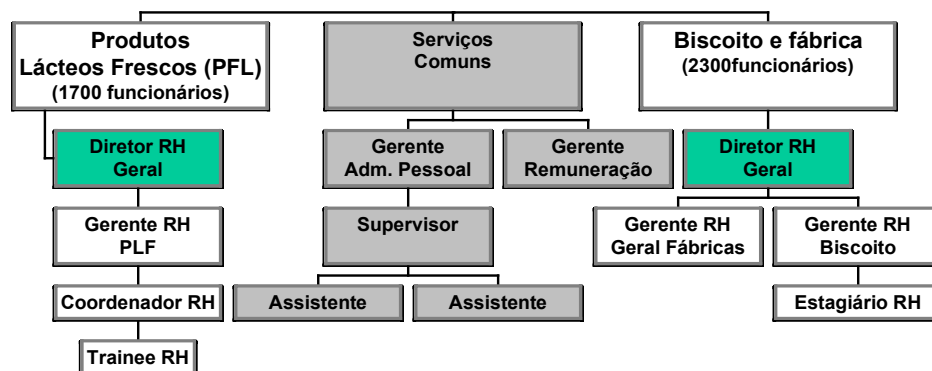 Produtos
Lácteos Frescos (PFL)
(1700 funcionários)
Serviços
Comuns
Biscoito e fábrica
(2300funcionários)
Diretor RH
Geral
Gerente
Adm. Pessoal
Gerente
Remuneração
Diretor RH
Geral
Gerente RH
PLF
Supervisor
Gerente RH
Geral Fábricas
Gerente RH
Biscoito
Coordenador RH
Assistente
Assistente
Estagiário RH
Trainee RH